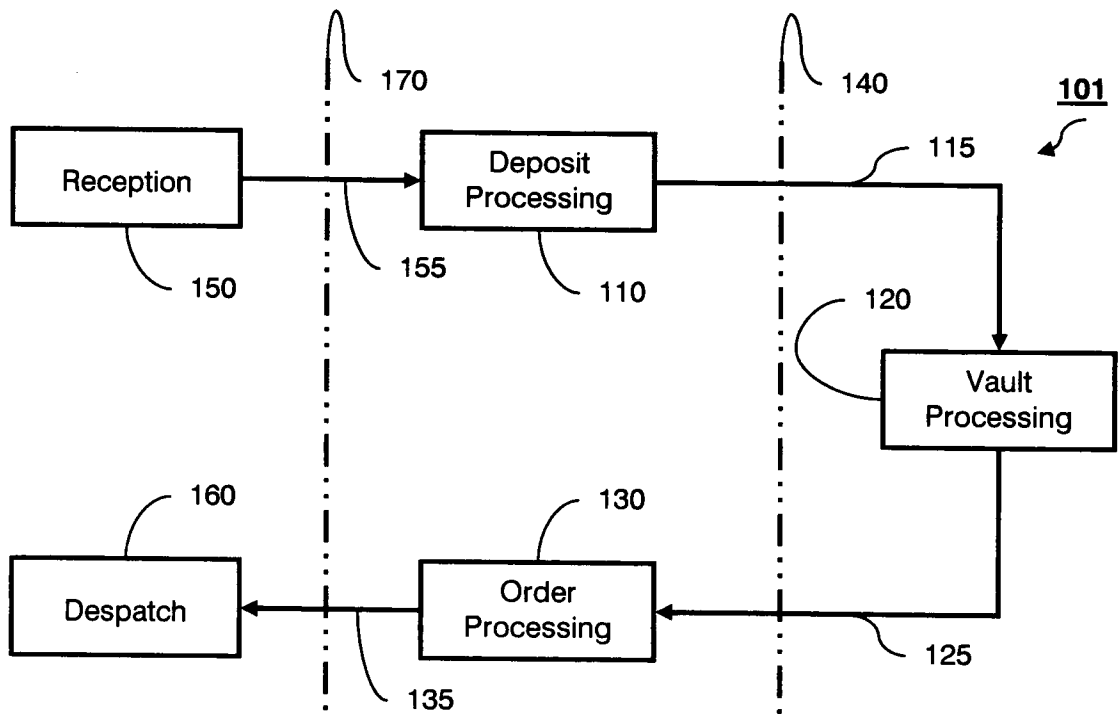 170
140
101
Reception
Deposit
Processing
115
150
155
110
120
Vault
Processing
160
130
Despatch
Order
Processing
135
125